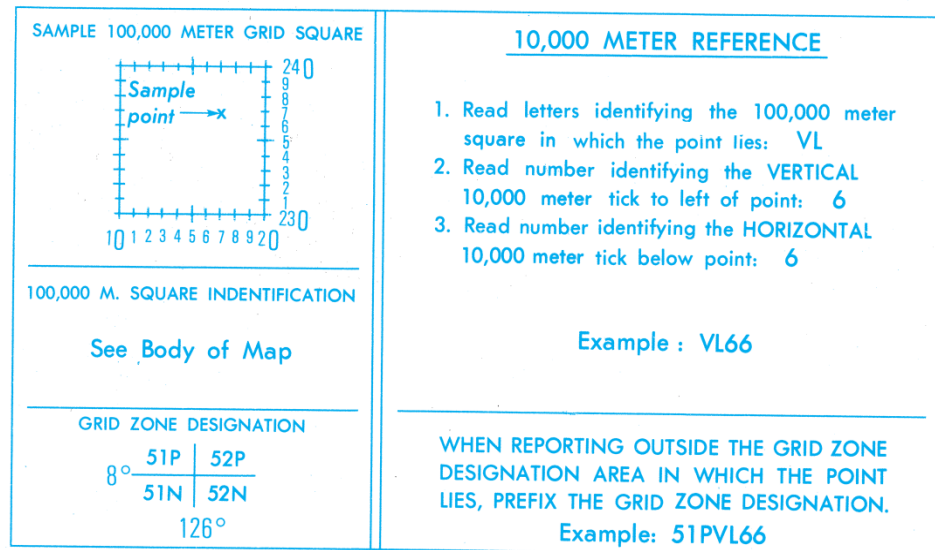 SAMPLE 100,000 METER GRID SQUARE
240
9
8
7
6
5
4
3
2
1
230
Sample
point x
10 1 2 3 4 5 6 7 8 9 20
100,000 M. SQUARE INDENTIFICATION
See Body of Map
GRID ZONE DESIGNATION
51P 52P
8°
51N 52N
126°
10,000 METER REFERENCE
1. Read letters identifying the 100,000 meter
square in which the point lies: VL
2. Read number identifying the VERTICAL
10,000 meter tick to left of point: 6
3. Read number identifying the HORIZONTAL
10,000 meter tick below point: 6
Example : VL66
WHEN REPORTING OUTSIDE THE GRID ZONE
DESIGNATION AREA IN WHICH THE POINT
LIES, PREFIX THE GRID ZONE DESIGNATION.
Example: 51PVL66